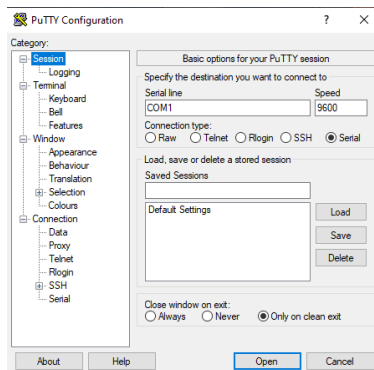 PuTTY Configuration ? X
Category:
Session
Logging
Terminal
Keyboard
Bell
Features
Window
Appearance
Behaviour
Translation
Selection
Colours
Connection
Data
Proxy
Telnet
Rlogin
SSH
Serial
Basic options for your PuTTY session
Specify the destination you want to connect to
Serial line Speed
COM1 9600
Connection type:
Raw Telnet Rlogin SSH Serial
Load, save or delete a stored session
Saved Sessions
Default Settings
Load
Save
Delete
Close window on exit:
Always Never Only on clean exit
About Help Open Cancel